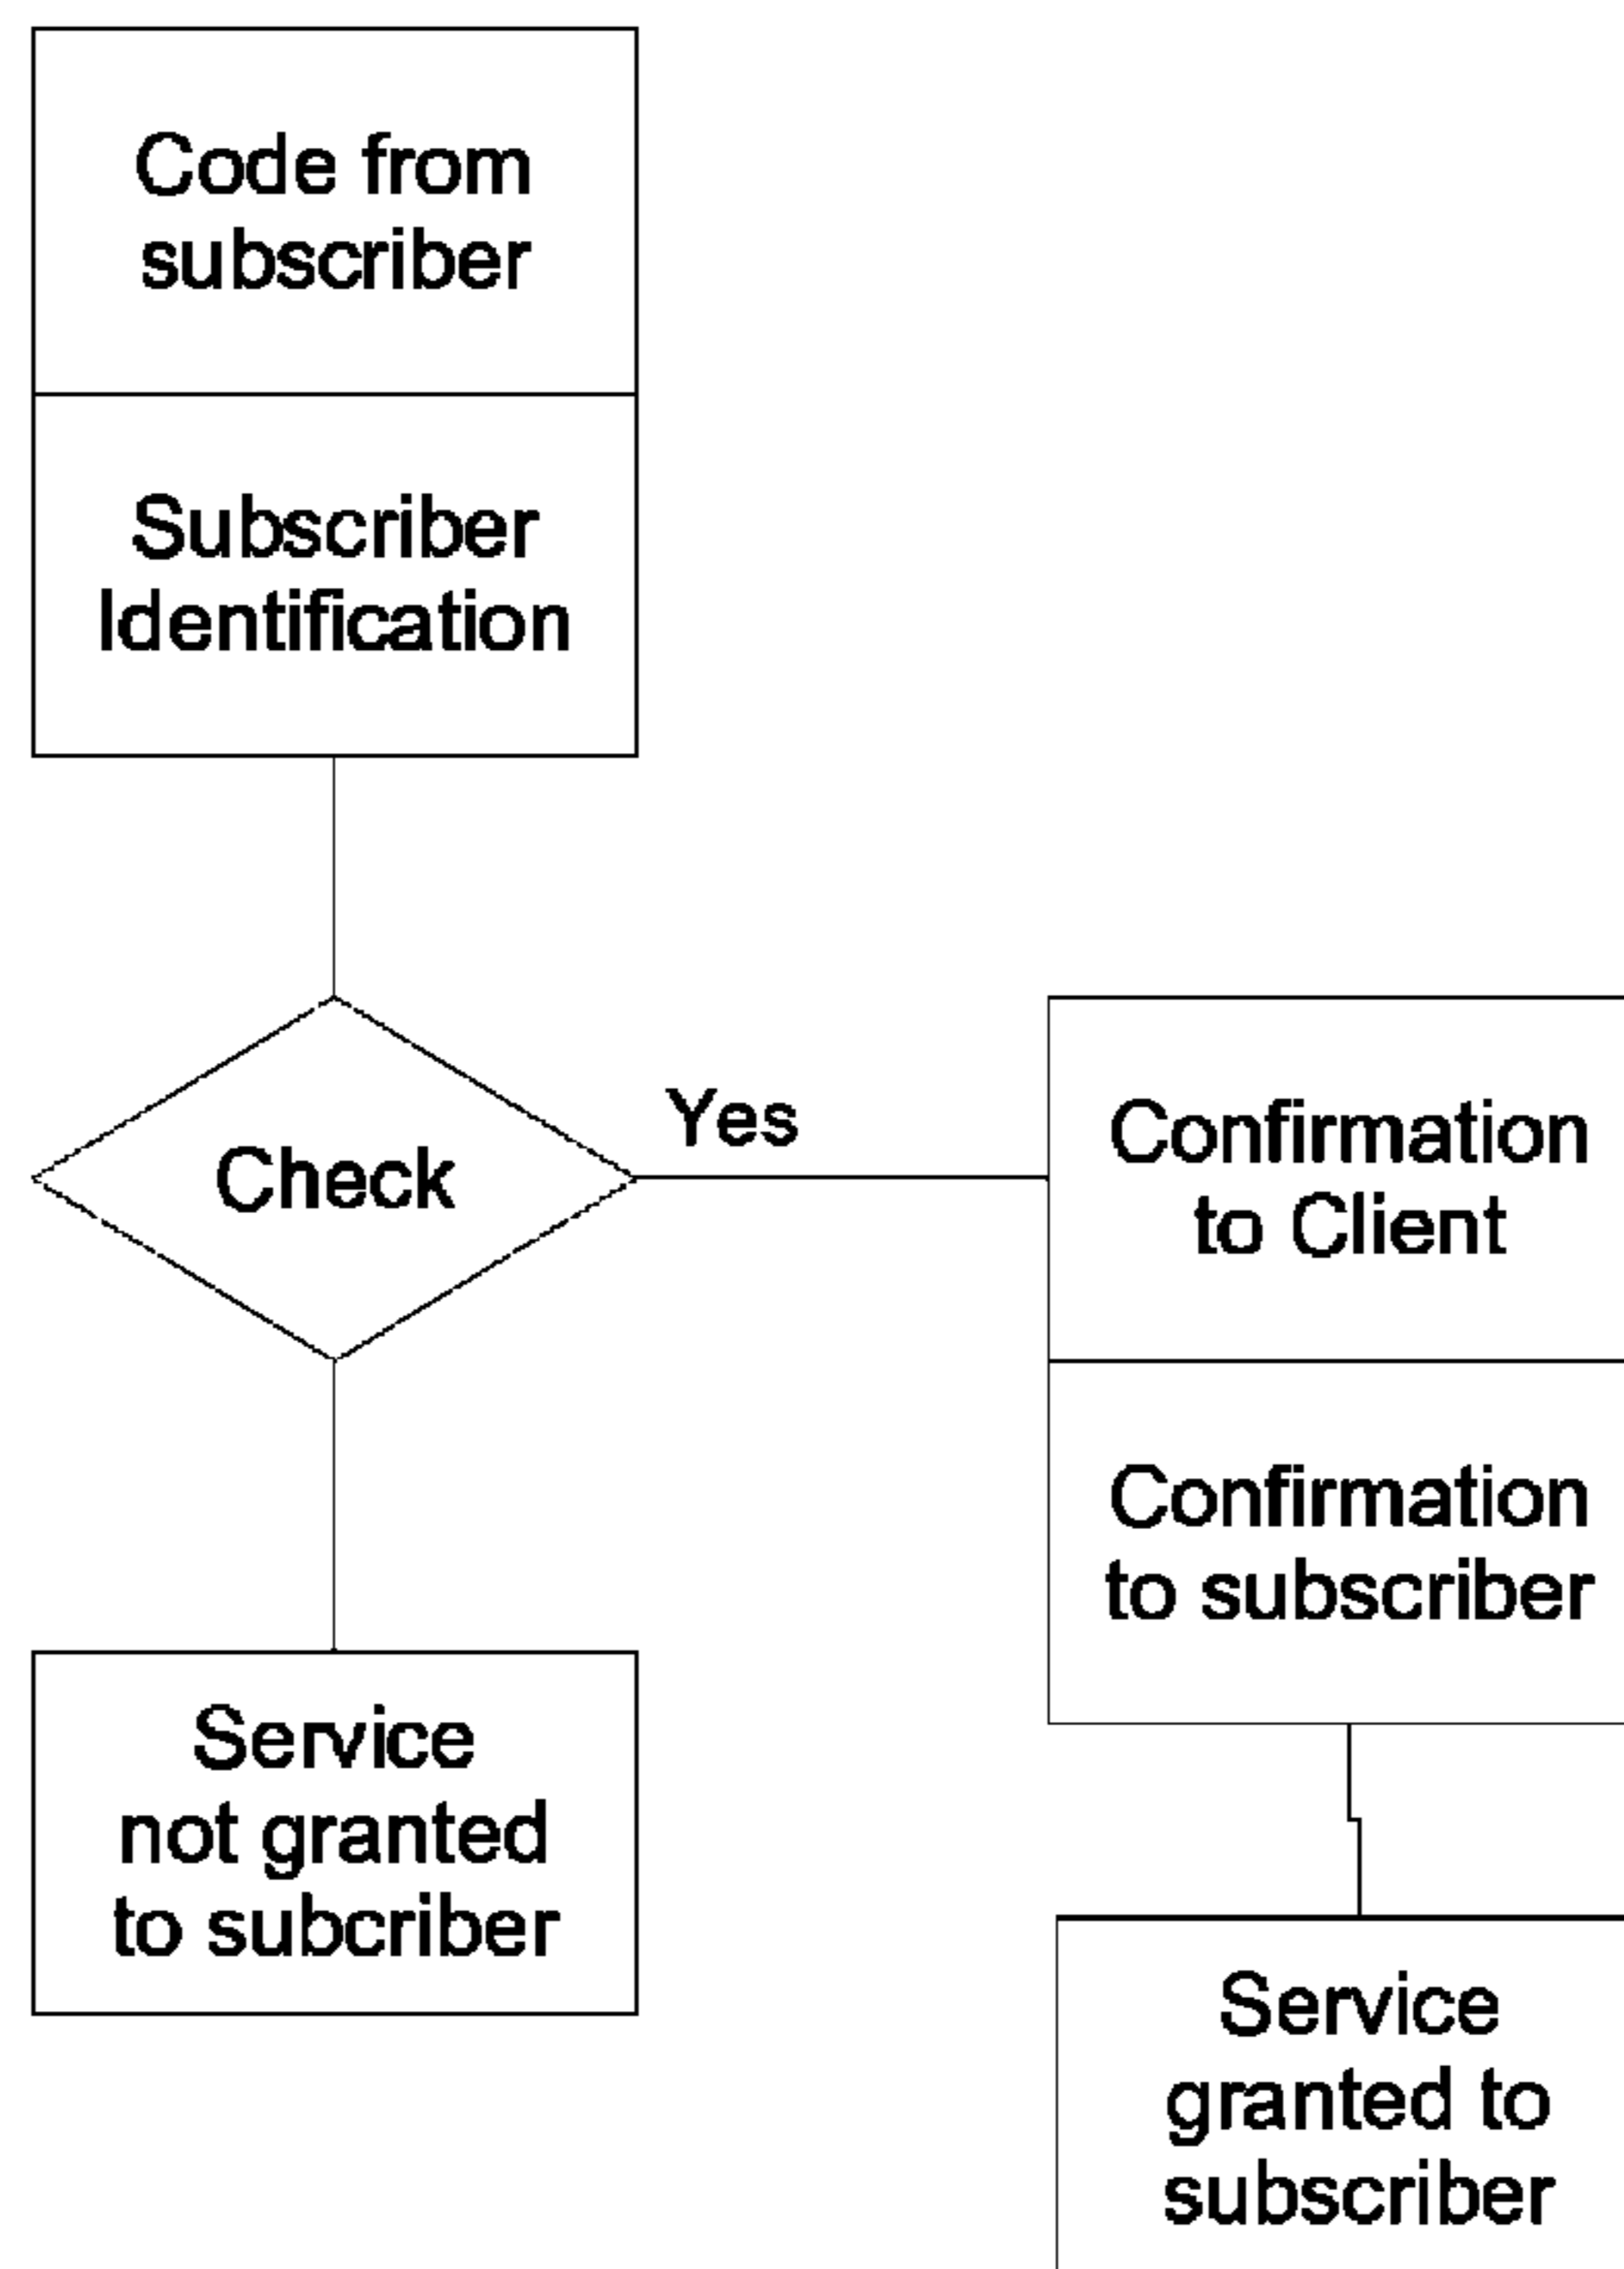 Code from
subscriber
Subscriber
Identification
Check
Yes
Confirmation
to Client
Confirmation
to subscriber
Service
not granted
to subcriber
Service
granted to
subscriber